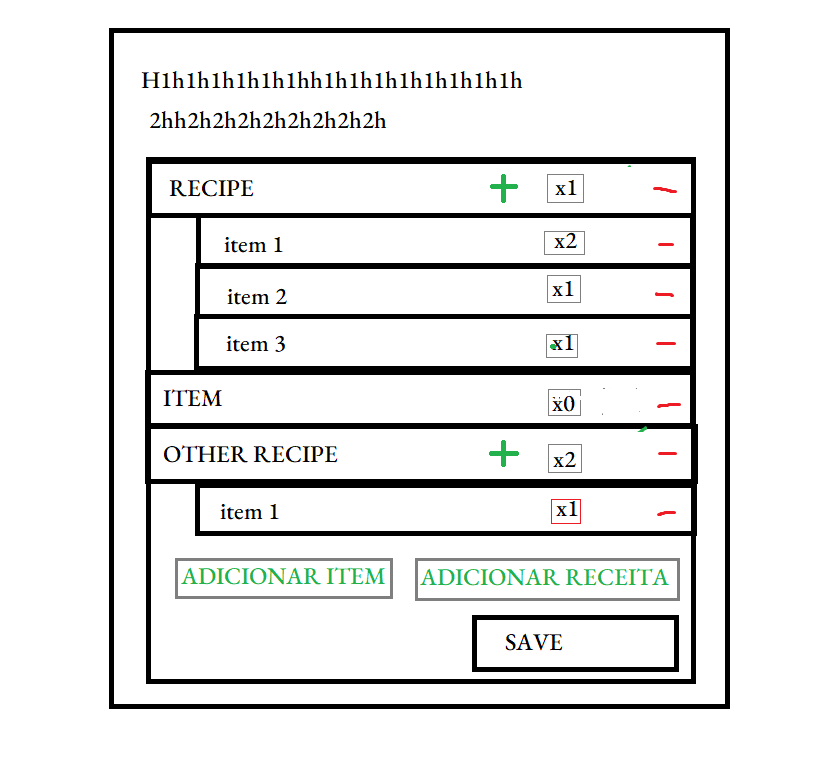 H1h1h1h1h1h1hh1h1h1h1h1h1h1h1h
2hh2h2h2h2h2h2h2h2h
RECIPE + x1 -
item 1 x2 -
item 2 x1 -
item 3 x1 -
ITEM x0 -
OTHER RECIPE + x2 -
item 1 x1 -
ADICIONAR ITEM ADICIONAR RECEITA
SAVE